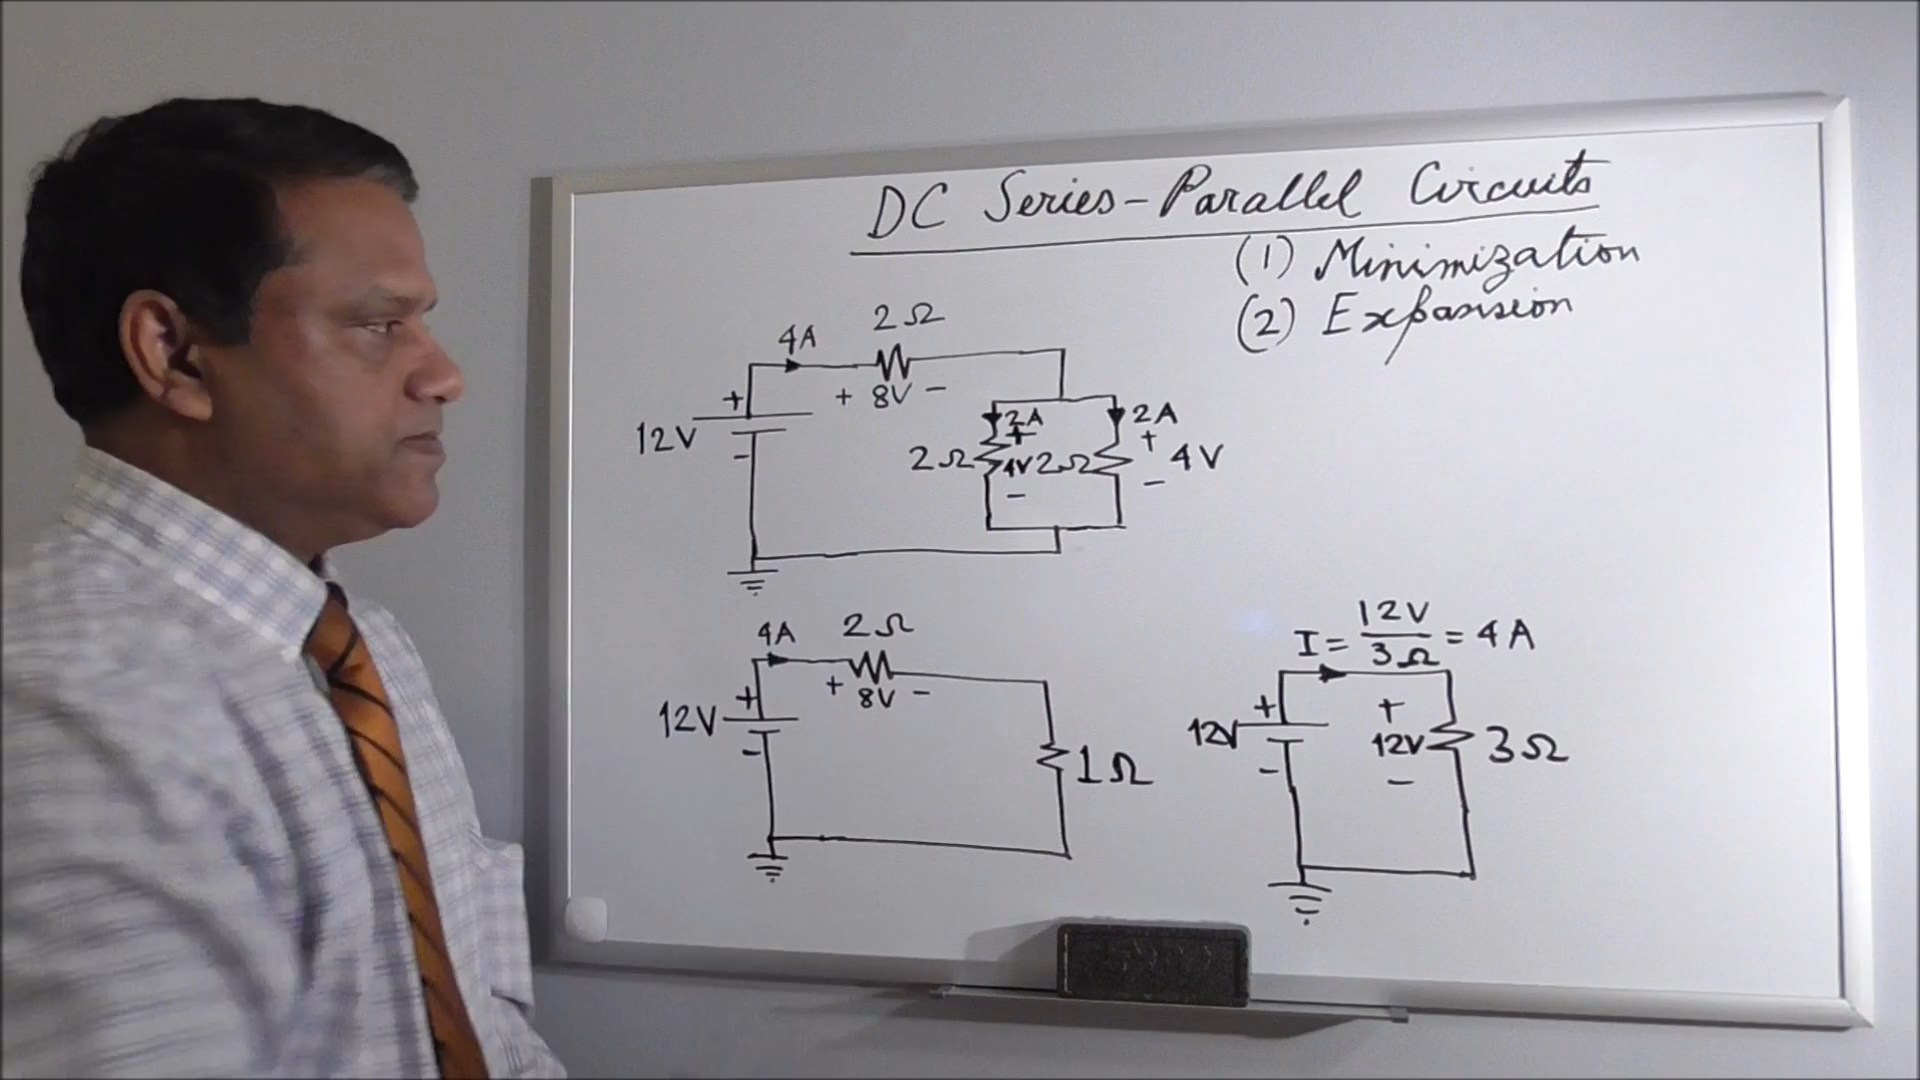 DC Series-Parallel Circuits
(1) Minimization
(2) Expansion
2Ω
4A
+ 8V -
+
12V
-
2A
2A
+
+
2Ω
4V
2Ω
4V
-
-
4A
2Ω
+ 8V -
+
12V
-
1Ω
I = 12V/3Ω = 4A
+
12V
-
+
12V
-
3Ω